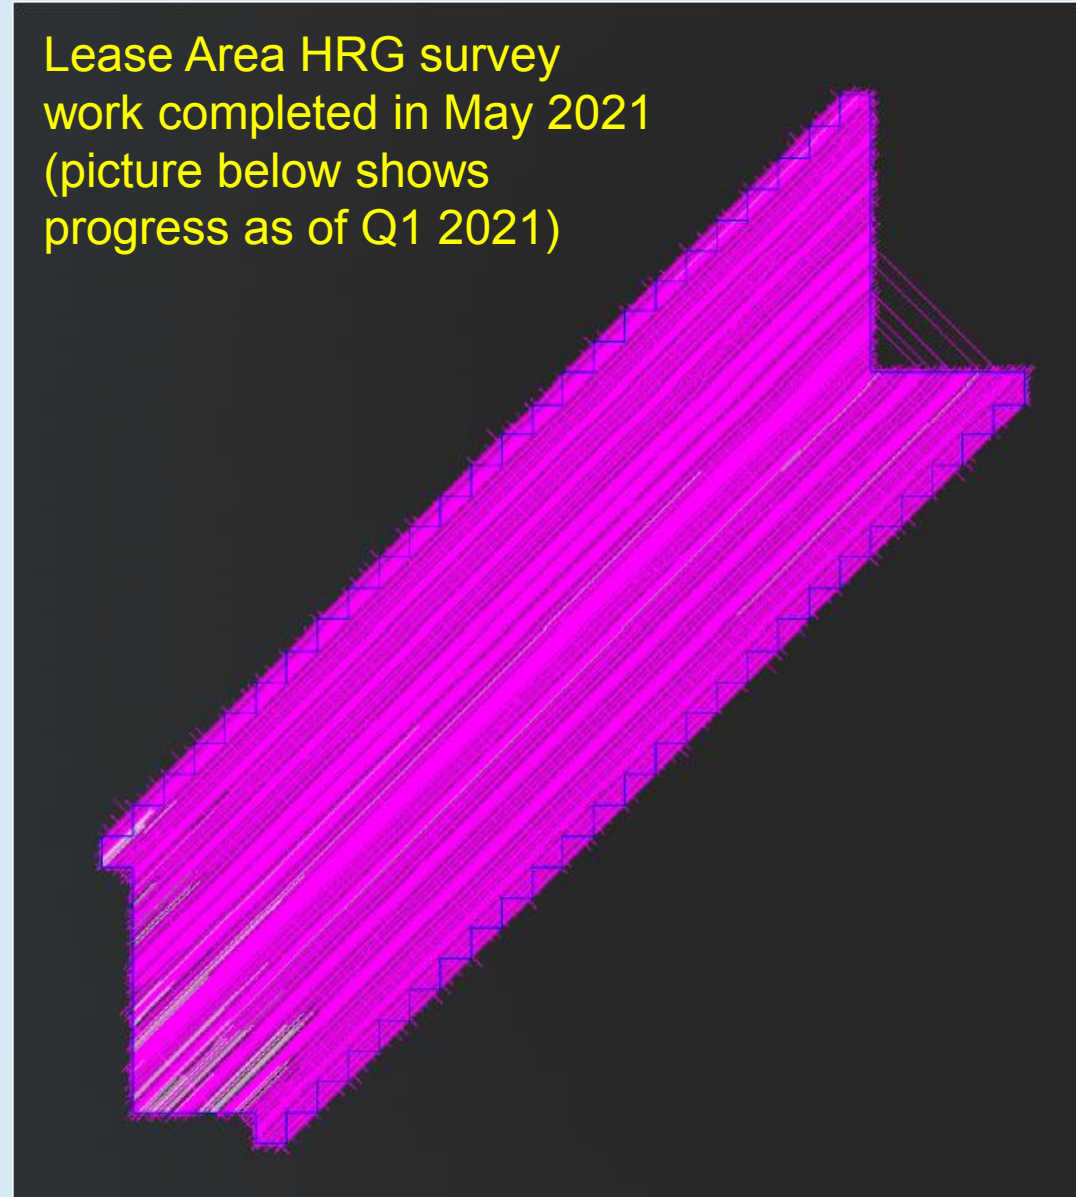 Lease Area HRG survey
work completed in May 2021
(picture below shows
progress as of Q1 2021)